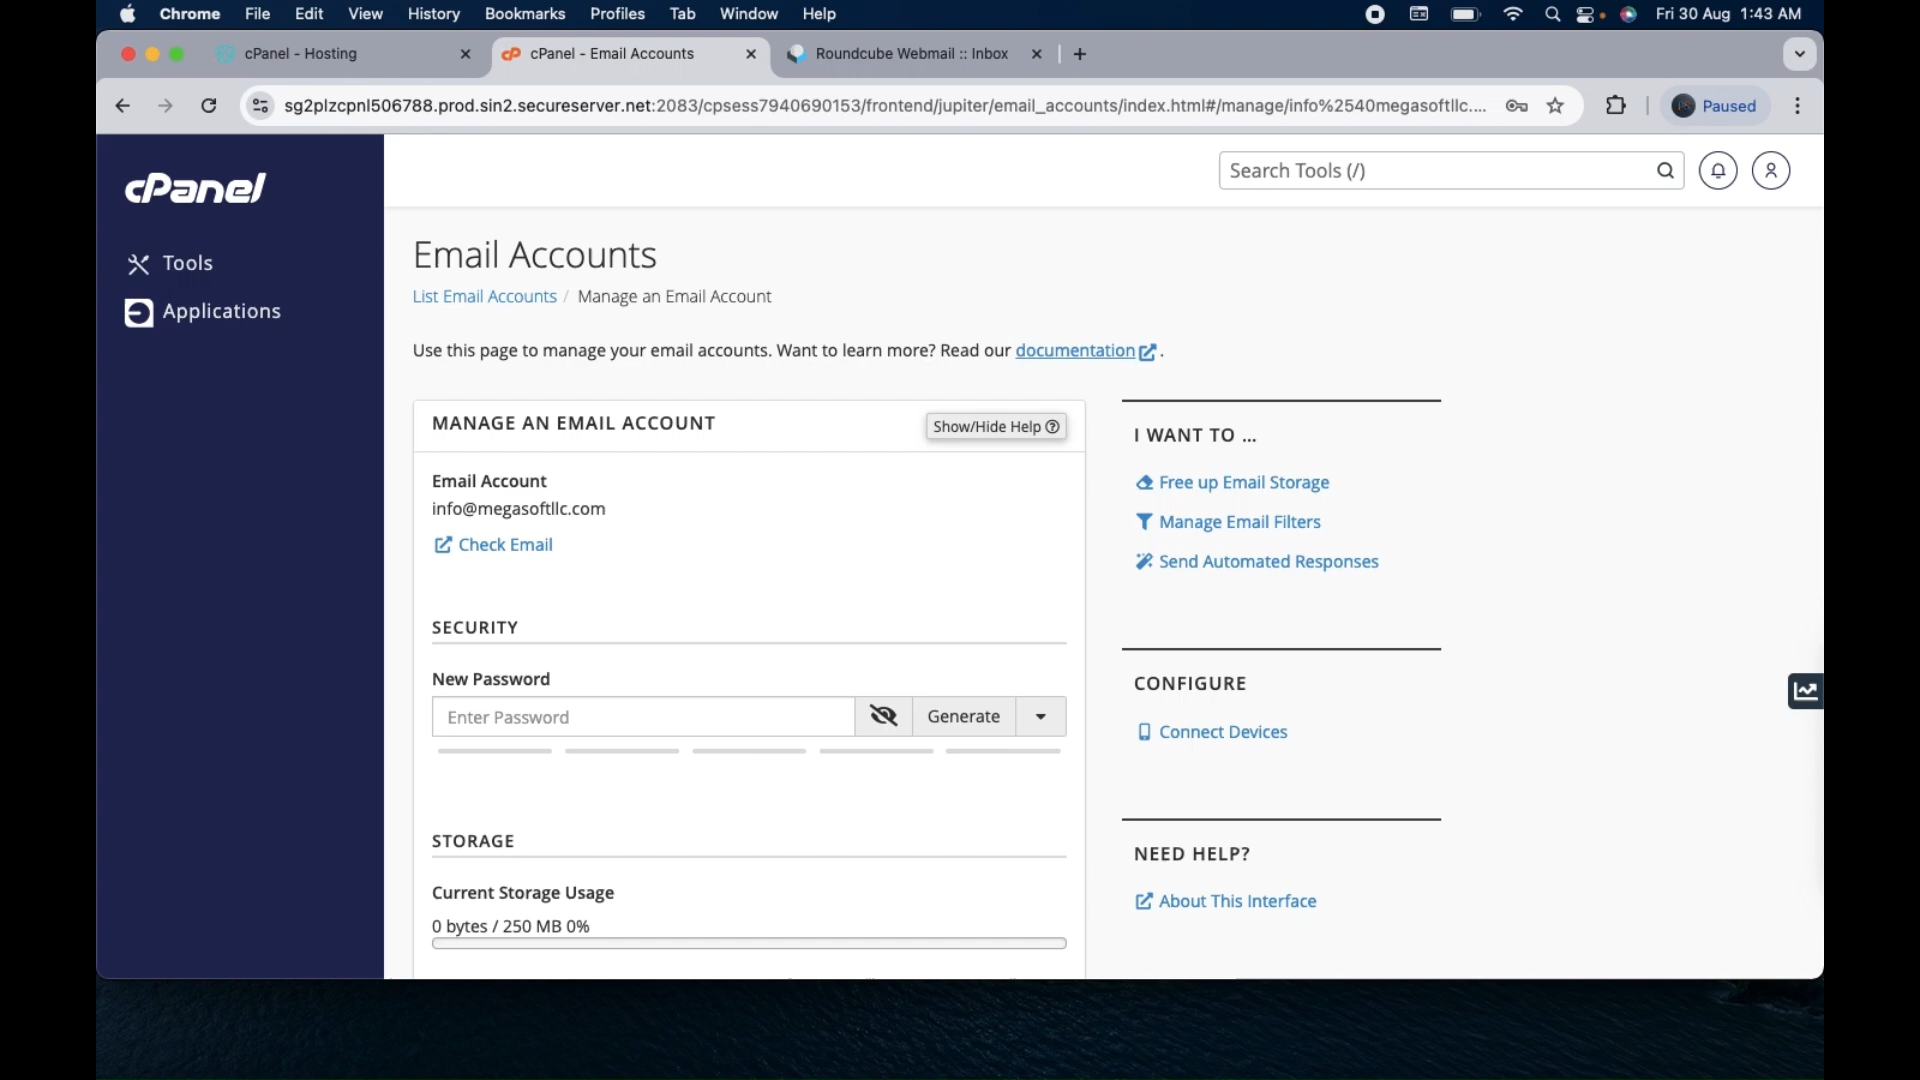 Chrome File Edit View History Bookmarks Profiles Tab Window Help Fri 30 Aug 1:43 AM
cPanel - Hosting cPanel - Email Accounts Roundcube Webmail :: Inbox
sg2plzcpnl506788.prod.sin2.secureserver.net:2083/cpsess7940690153/frontend/jupiter/email_accounts/index.html#/manage/info%2540megasoftllc.... Paused
cPanel
Search Tools (/)
Tools
Applications
Email Accounts
List Email Accounts / Manage an Email Account
Use this page to manage your email accounts. Want to learn more? Read our documentation .
MANAGE AN EMAIL ACCOUNT
Show/Hide Help
Email Account
info@megasoftllc.com
Check Email
SECURITY
New Password
Enter Password Generate
STORAGE
Current Storage Usage
0 bytes / 250 MB 0%
I WANT TO ...
Free up Email Storage
Manage Email Filters
Send Automated Responses
CONFIGURE
Connect Devices
NEED HELP?
About This Interface